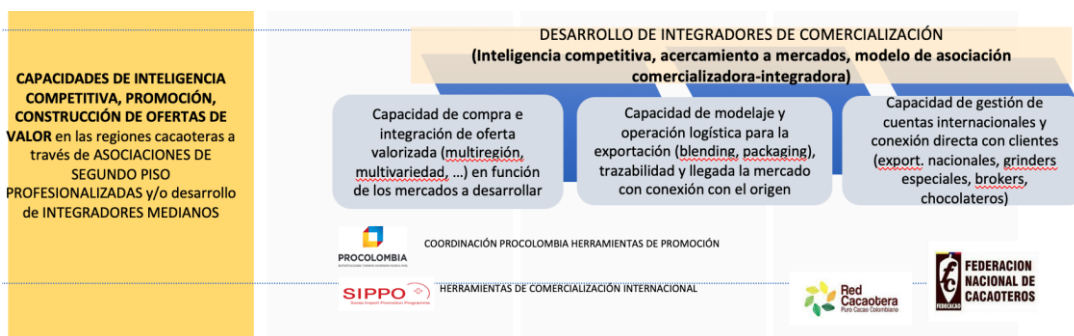 CAPACIDADES DE INTELIGENCIA
COMPETITIVA, PROMOCIÓN,
CONSTRUCCIÓN DE OFERTAS DE
VALOR en las regiones cacaoteras a
través de ASOCIACIONES DE
SEGUNDO PISO
PROFESIONALIZADAS y/o desarrollo
de INTEGRADORES MEDIANOS
DESARROLLO DE INTEGRADORES DE COMERCIALIZACIÓN
(Inteligencia competitiva, acercamiento a mercados, modelo de asociación
comercializadora-integradora)
Capacidad de compra e
integración de oferta
valorizada (multiregión,
multivariedad, ...) en función
de los mercados a desarrollar
Capacidad de modelaje y
operación logística para la
exportación (blending, packaging),
trazabilidad y llegada la mercado
con conexión con el origen
Capacidad de gestión de
cuentas internacionales y
conexión directa con clientes
(export. nacionales, grinders
especiales, brokers,
chocolateros)
PROCOLOMBIA
COORDINACIÓN PROCOLOMBIA HERRAMIENTAS DE PROMOCIÓN
SIPPO
Swiss Import Promotion Programme
HERRAMIENTAS DE COMERCIALIZACIÓN INTERNACIONAL
Red
Cacaotera
Puro Cacao Colombiano
FEDECACAO
FEDERACION
NACIONAL DE
CACAOTEROS